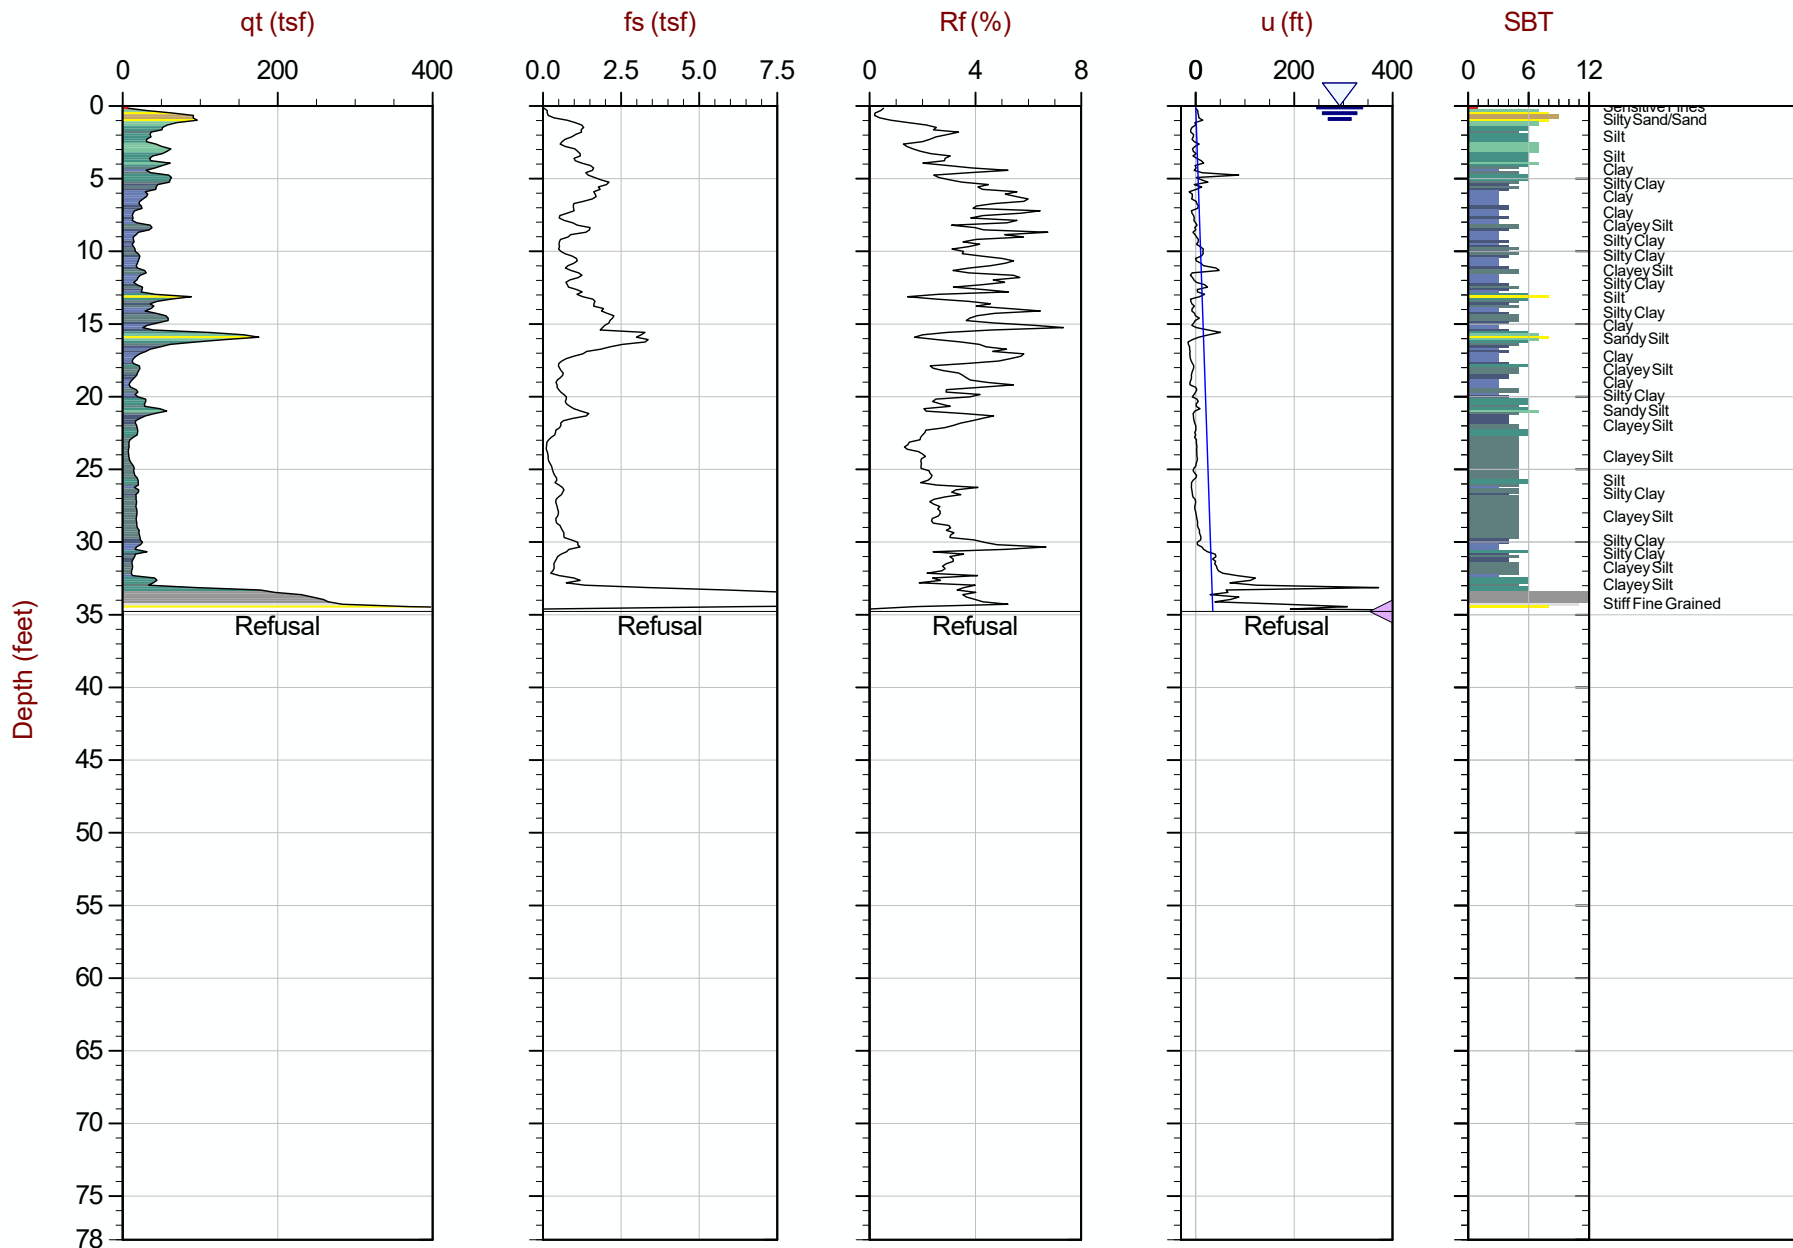 qt (tsf) fs (tsf) Rf (%) u (ft) SBT
0 200 400 0.0 2.5 5.0 7.5 0 4 8 0 200 400 0 6 12
0
Sensitive Fines
Silty Sand/Sand
Silt
Silt
Clay
5
Silty Clay
Clay
Clay
Clayey Silt
Silty Clay
10
Silty Clay
Clayey Silt
Silty Clay
Silt
Silty Clay
15
Clay
Sandy Silt
Clay
Clayey Silt
Clay
20
Silty Clay
Sandy Silt
Clayey Silt
Clayey Silt
25
Silt
Silty Clay
Clayey Silt
30
Silty Clay
Silty Clay
Clayey Silt
Clayey Silt
Stiff Fine Grained
35
Refusal Refusal Refusal Refusal
Depth (feet)
40
45
50
55
60
65
70
75
78